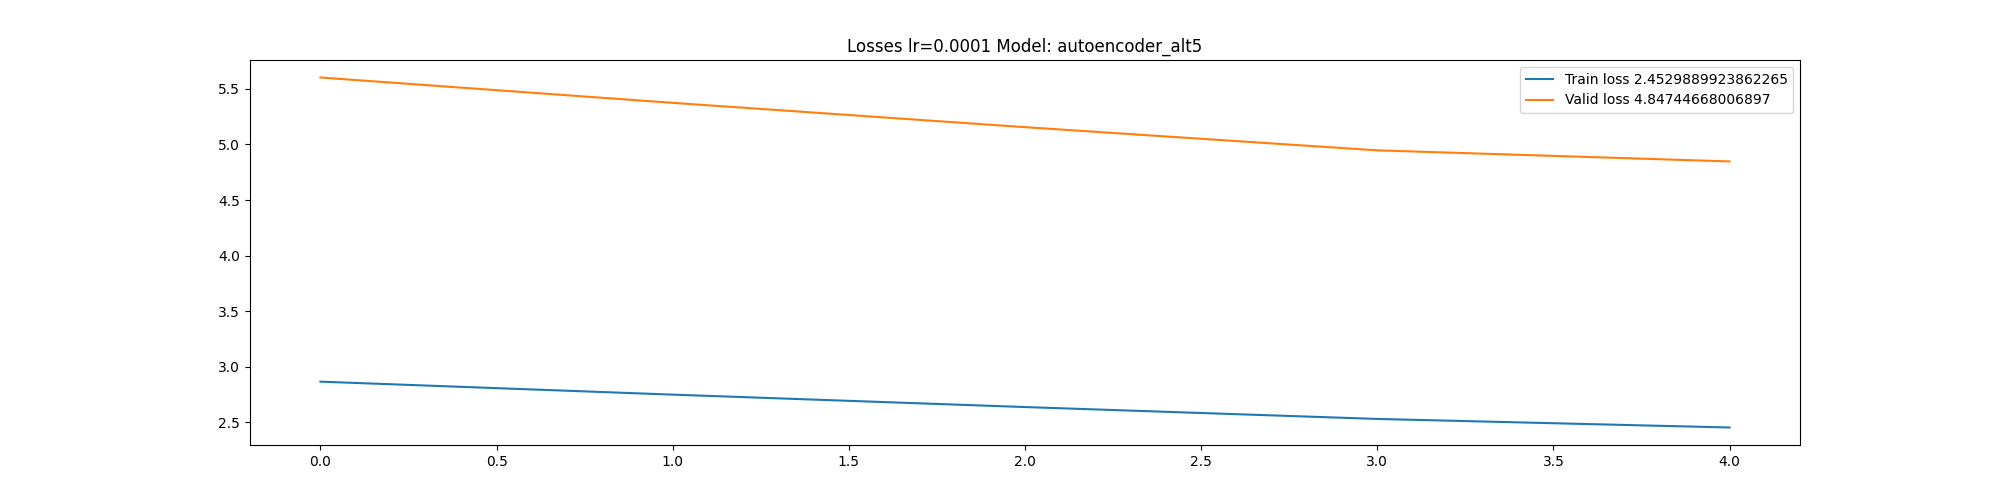 Losses lr=0.0001 Model: autoencoder_alt5
Train loss 2.4529889923862265
Valid loss 4.84744668006897
5.5
5.0
4.5
4.0
3.5
3.0
2.5
0.0 0.5 1.0 1.5 2.0 2.5 3.0 3.5 4.0